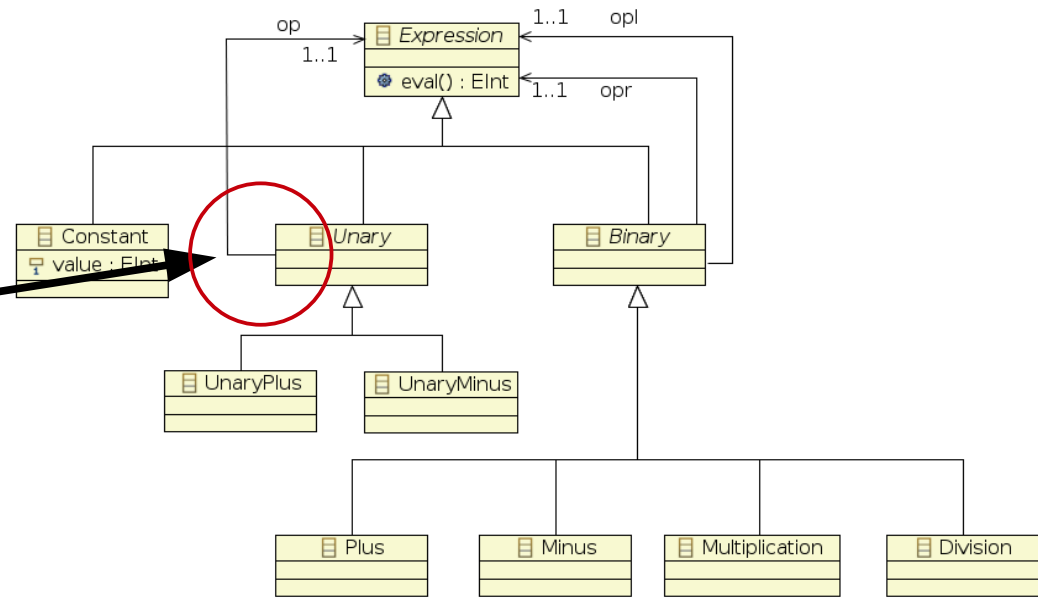 op
1..1
Expression
eval() : EInt
1..1 opl
1..1 opr
Constant
value : EInt
Unary
Binary
UnaryPlus
UnaryMinus
Plus
Minus
Multiplication
Division